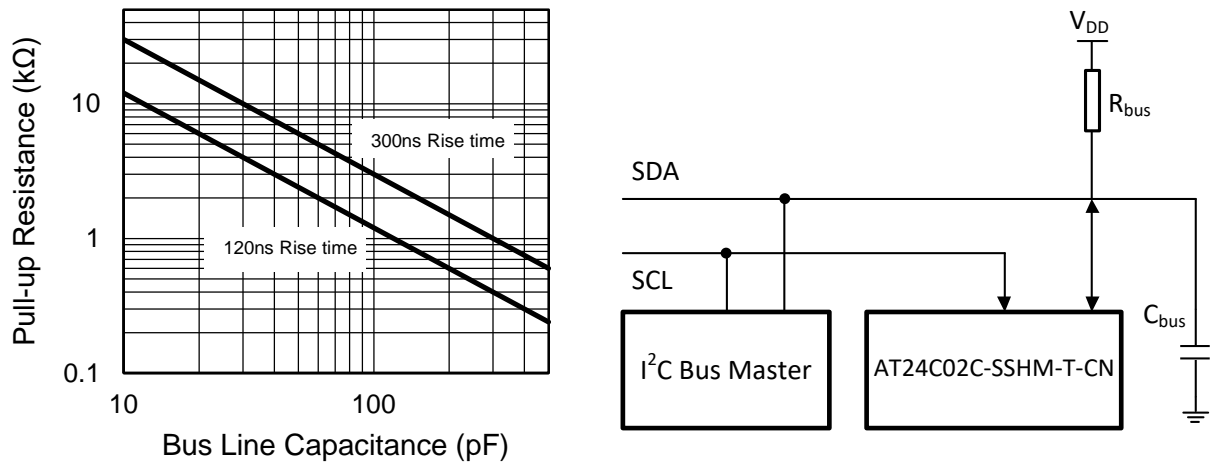 Pull-up Resistance (kΩ)
10
1
0.1
300ns Rise time
120ns Rise time
10
100
Bus Line Capacitance (pF)
VDD
Rbus
SDA
SCL
Cbus
I²C Bus Master
AT24C02C-SSHM-T-CN